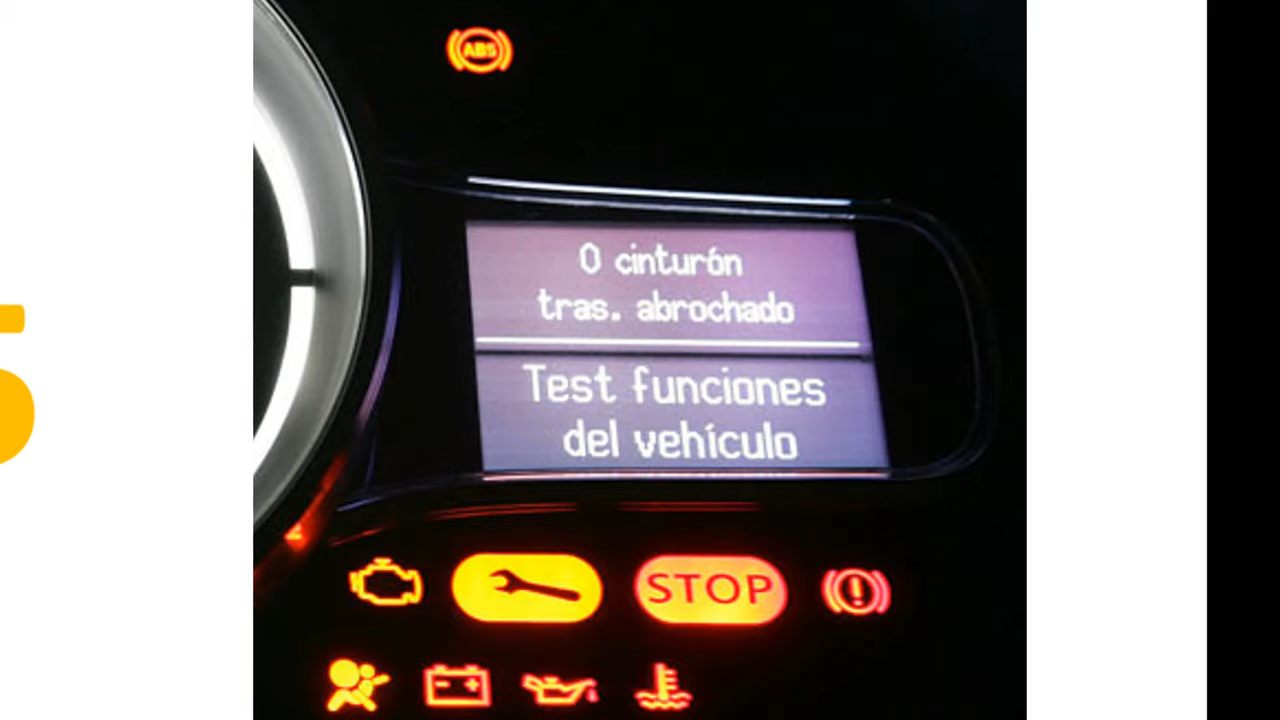 ABS
0 cinturón
tras. abrochado
Test funciones
del vehículo
STOP